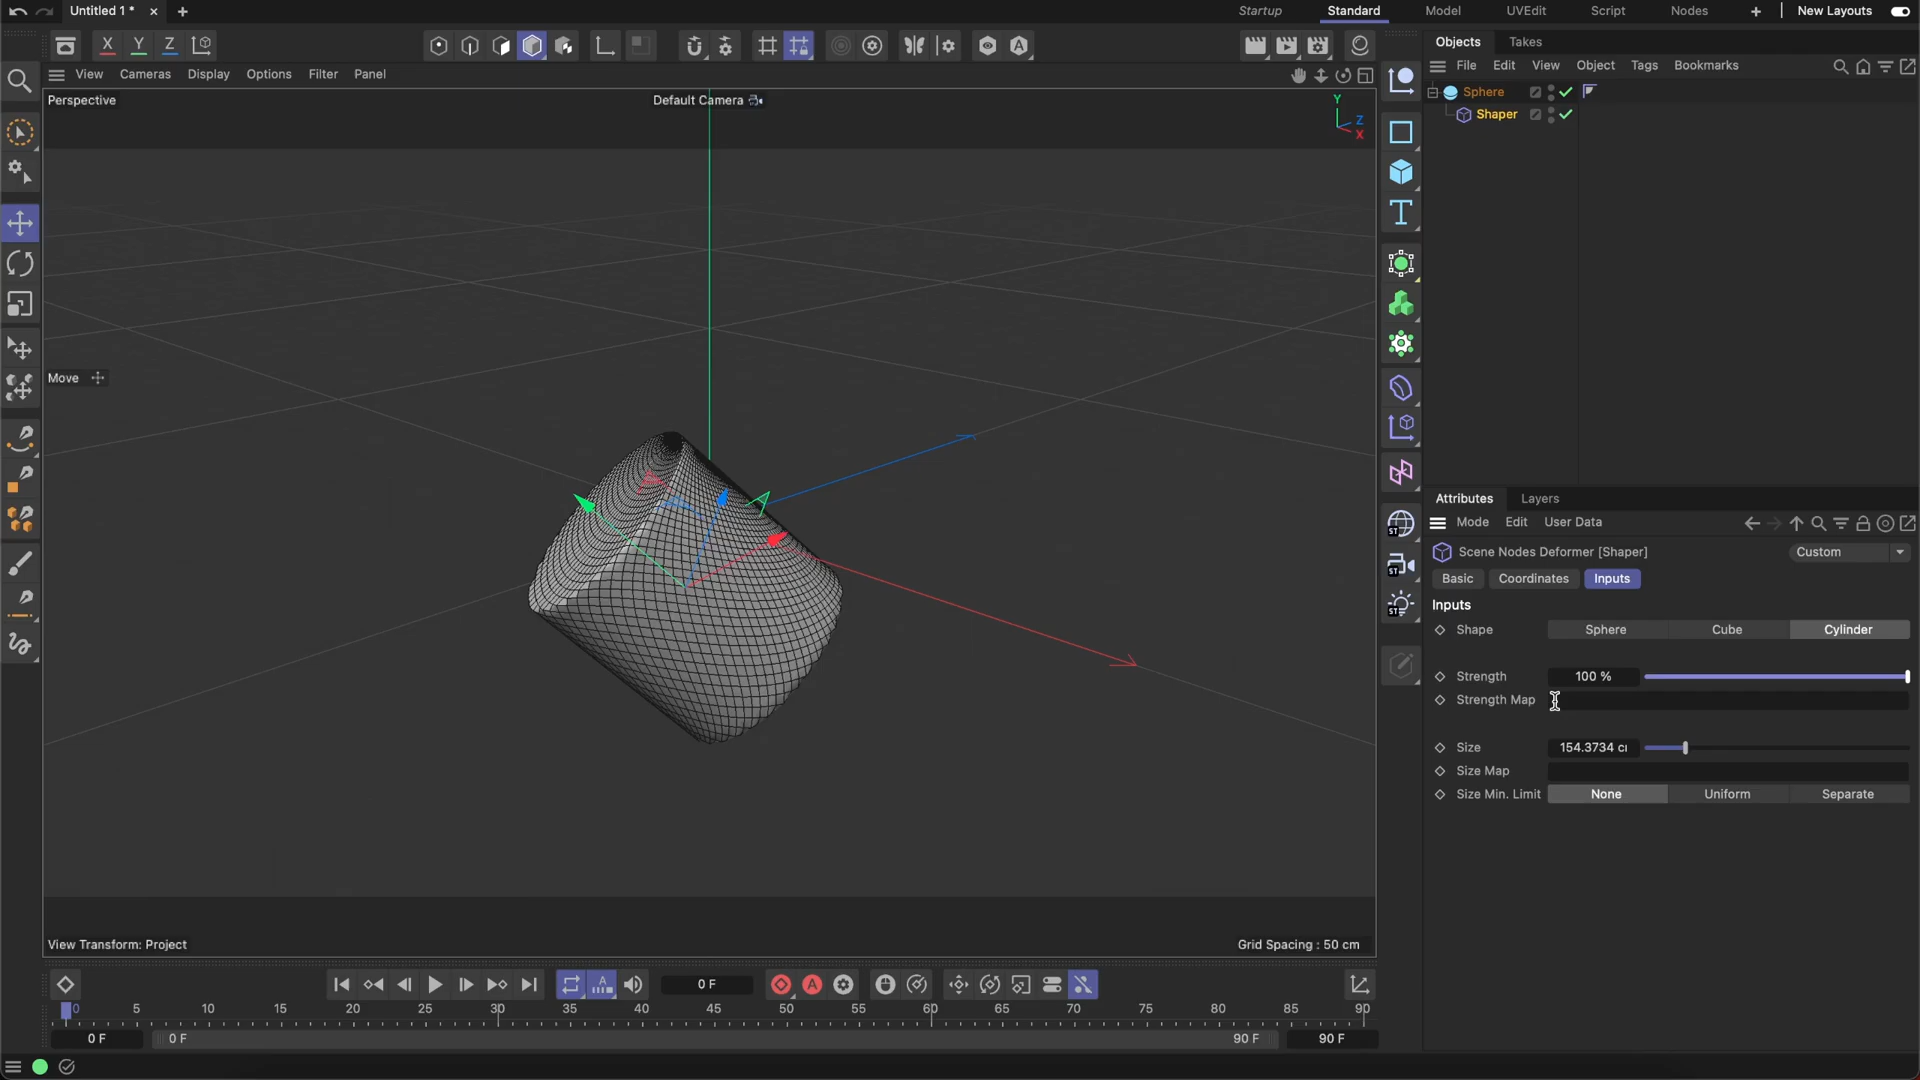 Untitled 1 * × +
Startup Standard Model UVEdit Script Nodes + New Layouts
X Y Z
View Cameras Display Options Filter Panel
Perspective
Default Camera
Y
Z
X
Move
View Transform: Project
Grid Spacing : 50 cm
Objects Takes
File Edit View Object Tags Bookmarks
Sphere
Shaper
Attributes Layers
Mode Edit User Data
Scene Nodes Deformer [Shaper]
Custom
Basic Coordinates Inputs
Inputs
Shape Sphere Cube Cylinder
Strength 100 %
Strength Map
Size 154.3734 c
Size Map
Size Min. Limit None Uniform Separate
T
ST
ST
ST
A
A
0 F
A
0 5 10 15 20 25 30 35 40 45 50 55 60 65 70 75 80 85 90
0 F 0 F 90 F 90 F